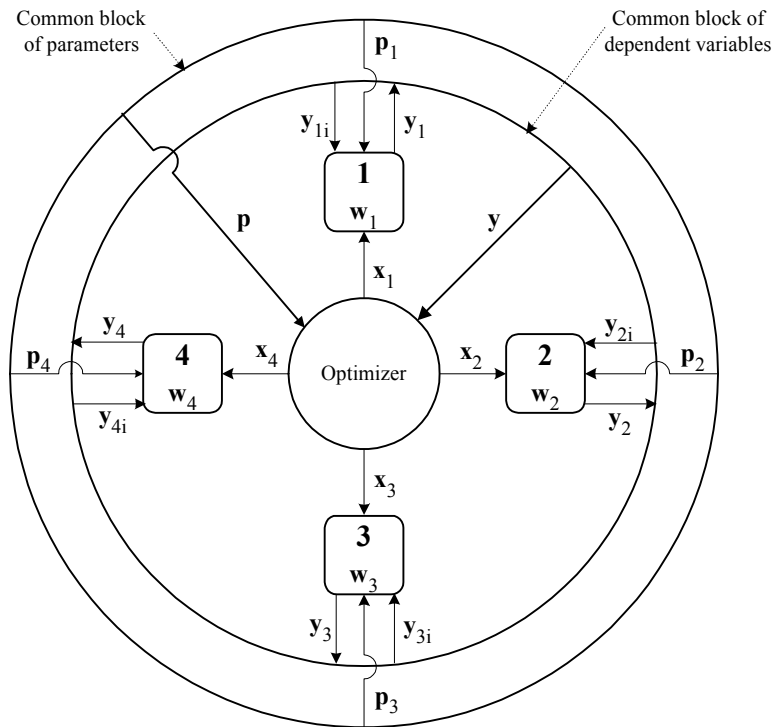 Common block
of parameters
Common block of
dependent variables
p₁
y₁ᵢ
y₁
1
w₁
p
y
x₁
y₄
4
x₄
Optimizer
x₂
2
y₂ᵢ
p₄
p₂
w₄
w₂
y₄ᵢ
y₂
x₃
3
w₃
y₃
y₃ᵢ
p₃